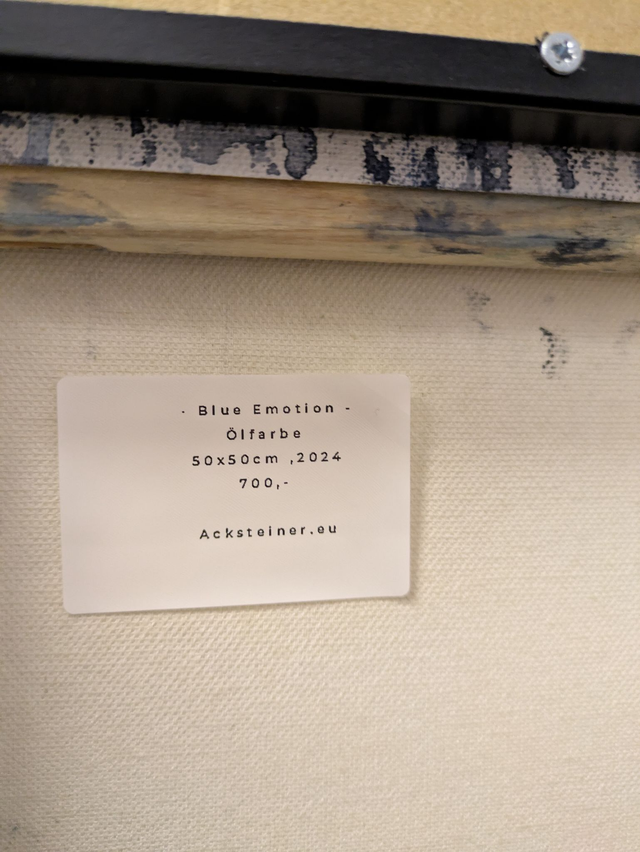 - Blue Emotion -
Ölfarbe
50x50cm ,2024
700,-
Acksteiner.eu